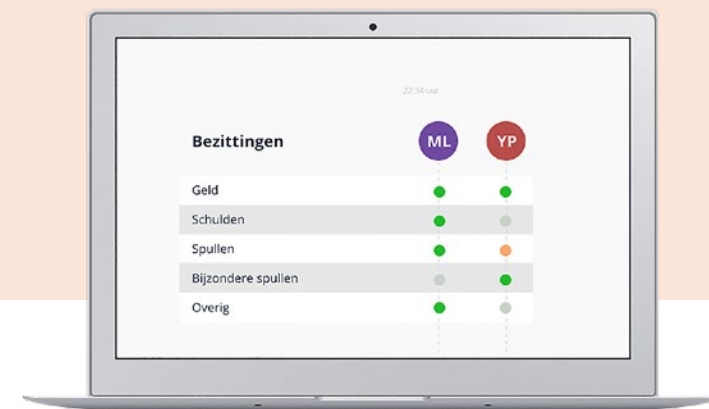 22:34 uur
Bezittingen ML YP
Geld
Schulden
Spullen
Bijzondere spullen
Overig